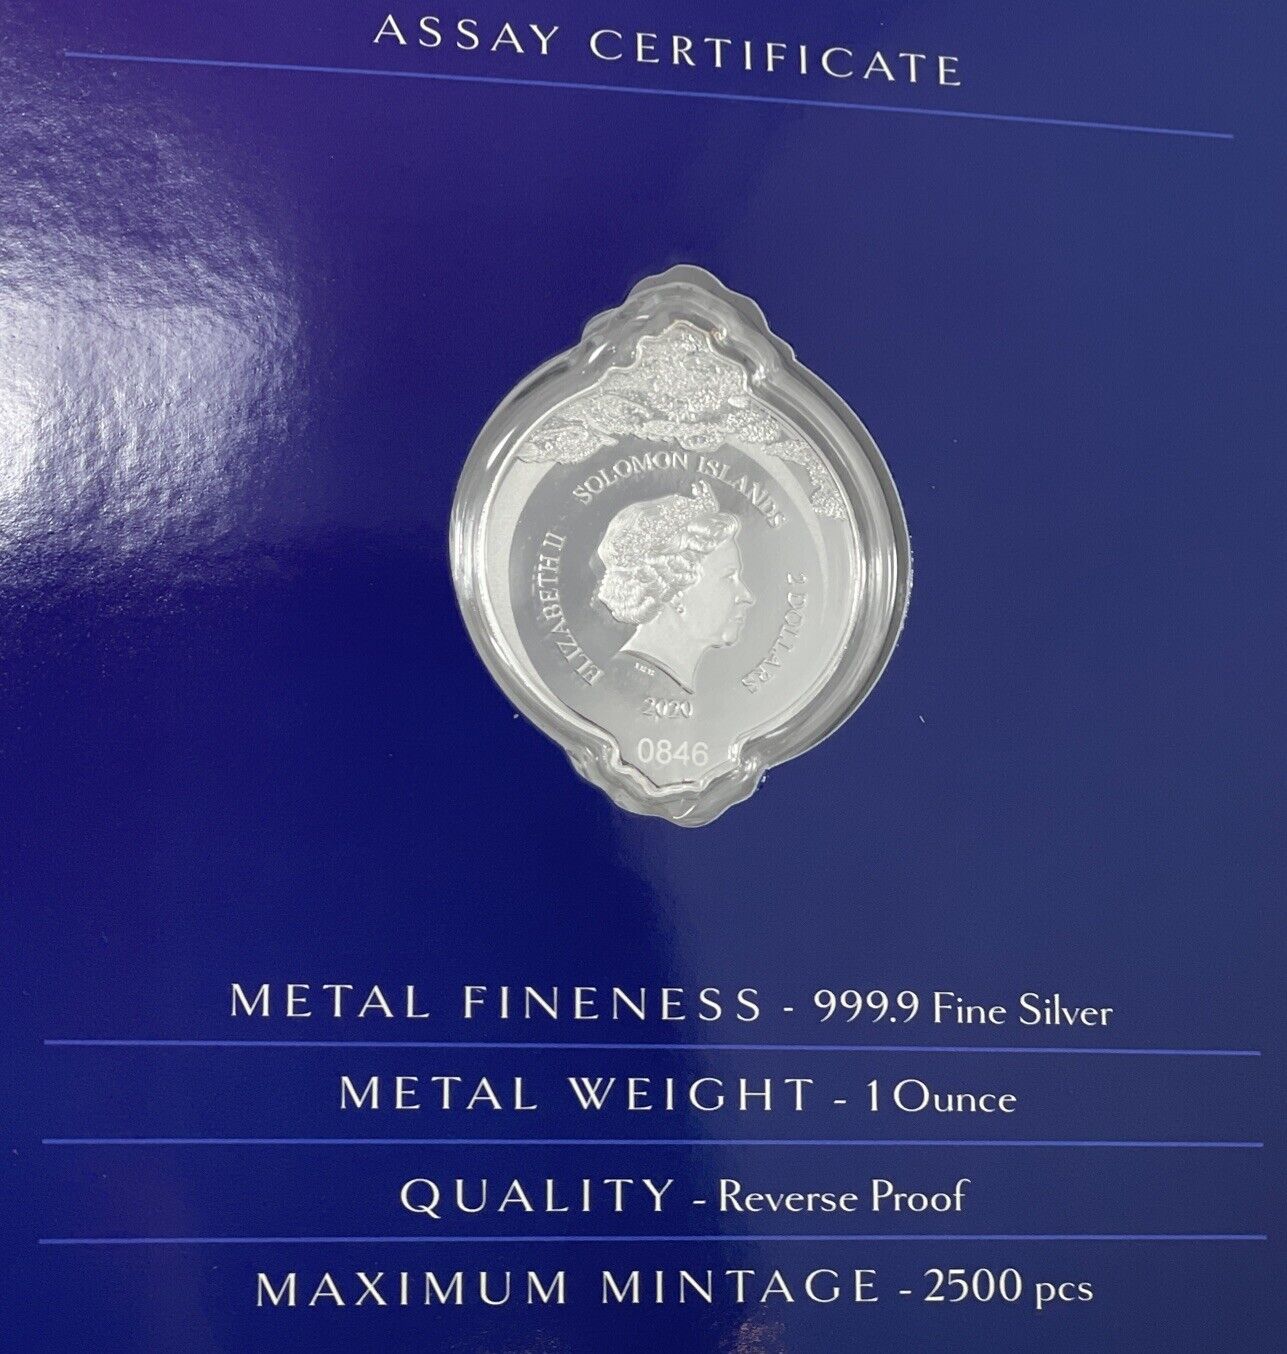 ASSAY CERTIFICATE
SOLOMON ISLANDS
ELIZABETH II
2 DOLLARS
2020
0846
METAL FINENESS - 999.9 Fine Silver
METAL WEIGHT - 1 Ounce
QUALITY - Reverse Proof
MAXIMUM MINTAGE - 2500 pcs